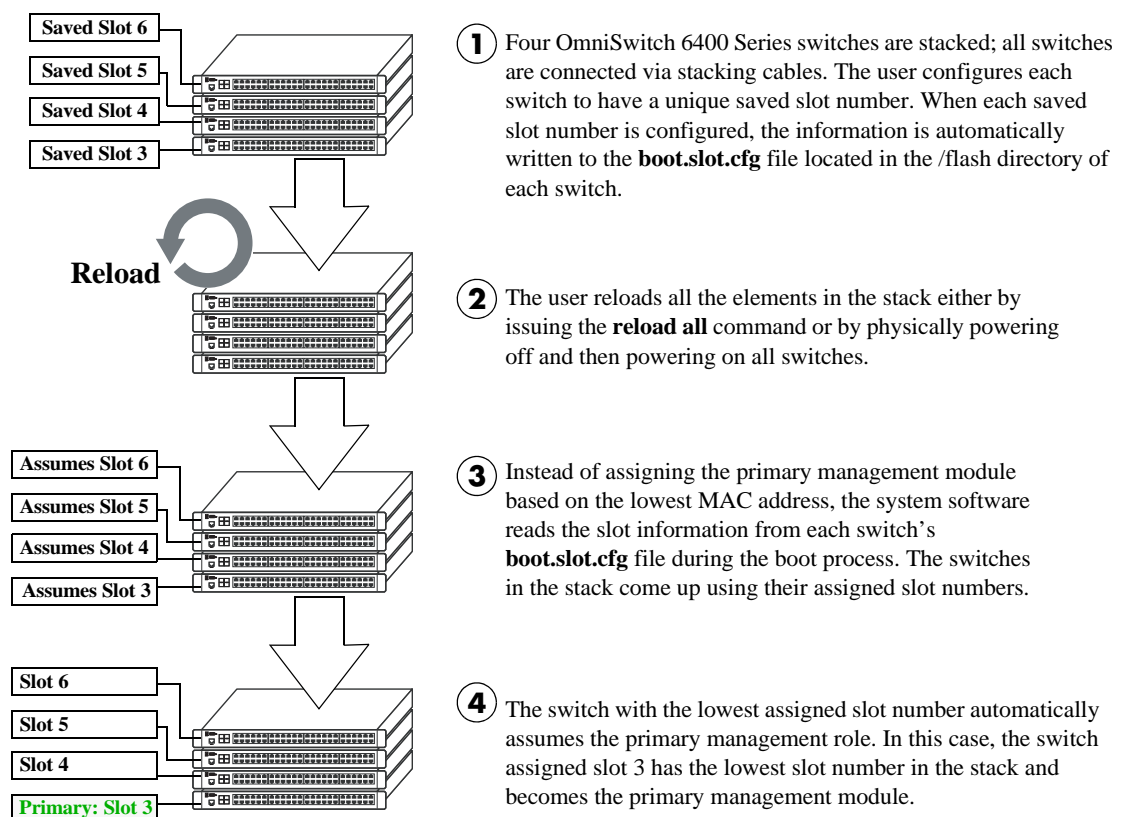 Saved Slot 6
Saved Slot 5
Saved Slot 4
Saved Slot 3
1 Four OmniSwitch 6400 Series switches are stacked; all switches
are connected via stacking cables. The user configures each
switch to have a unique saved slot number. When each saved
slot number is configured, the information is automatically
written to the boot.slot.cfg file located in the /flash directory of
each switch.
Reload
2 The user reloads all the elements in the stack either by
issuing the reload all command or by physically powering
off and then powering on all switches.
Assumes Slot 6
Assumes Slot 5
Assumes Slot 4
Assumes Slot 3
3 Instead of assigning the primary management module
based on the lowest MAC address, the system software
reads the slot information from each switch’s
boot.slot.cfg file during the boot process. The switches
in the stack come up using their assigned slot numbers.
Slot 6
Slot 5
Slot 4
Primary: Slot 3
4 The switch with the lowest assigned slot number automatically
assumes the primary management role. In this case, the switch
assigned slot 3 has the lowest slot number in the stack and
becomes the primary management module.